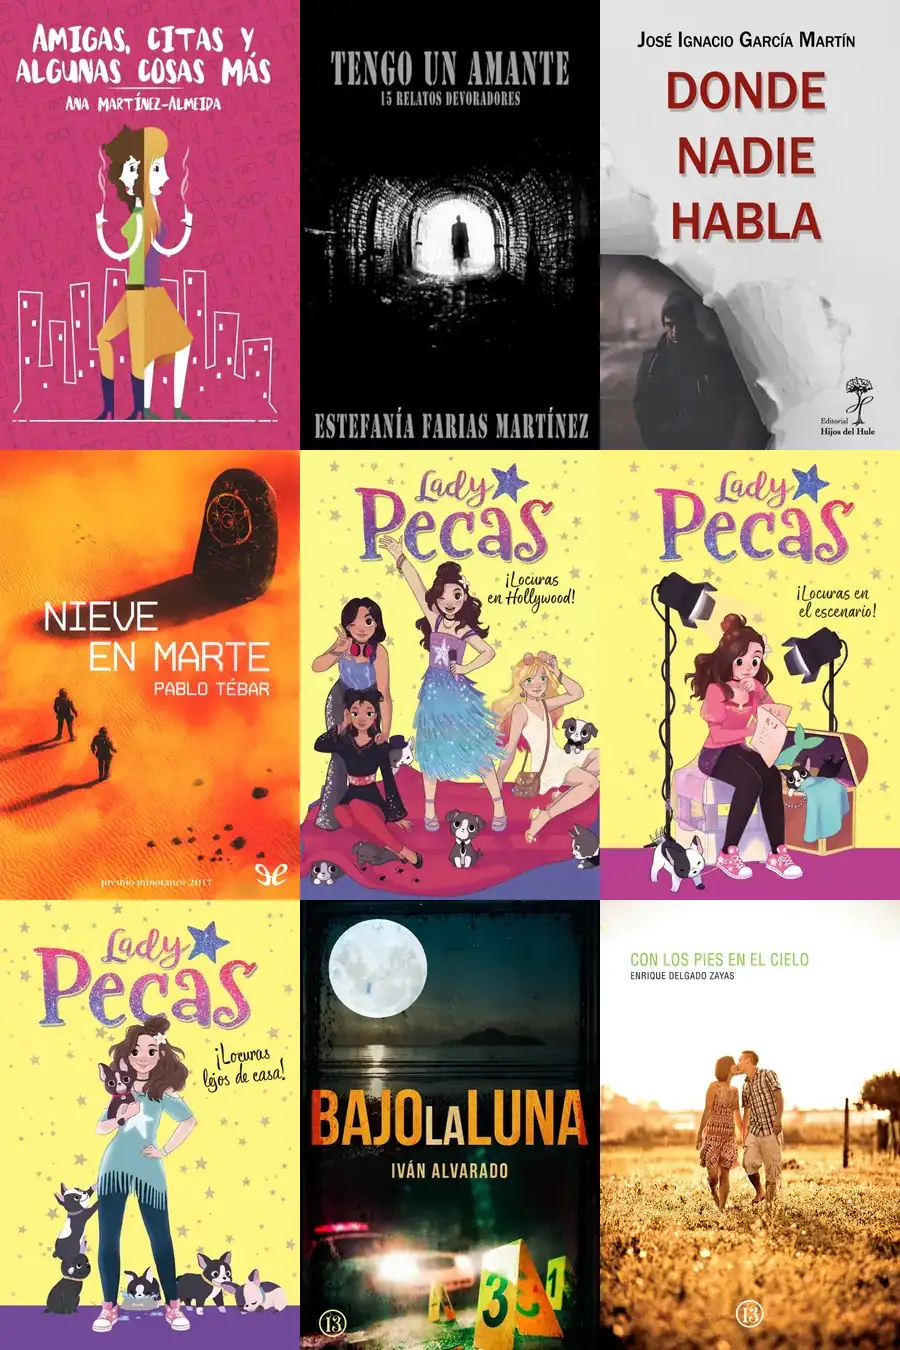 AMIGAS, CITAS Y
ALGUNAS COSAS MÁS
ANA MARTÍNEZ-ALMEIDA
TENGO UN AMANTE
15 RELATOS DEVORADORES
ESTEFANÍA FARIAS MARTÍNEZ
JOSÉ IGNACIO GARCÍA MARTÍN
DONDE
NADIE
HABLA
Editorial
Hijos del Hule
NIEVE
EN MARTE
PABLO TÉBAR
premio minotauro 2017
Lady
Pecas
¡Locuras
en Hollywood!
Lady
Pecas
¡Locuras en
el escenario!
Lady
Pecas
¡Locuras
lejos de casa!
BAJO LA LUNA
IVÁN ALVARADO
3
1
13
CON LOS PIES EN EL CIELO
ENRIQUE DELGADO ZAYAS
13